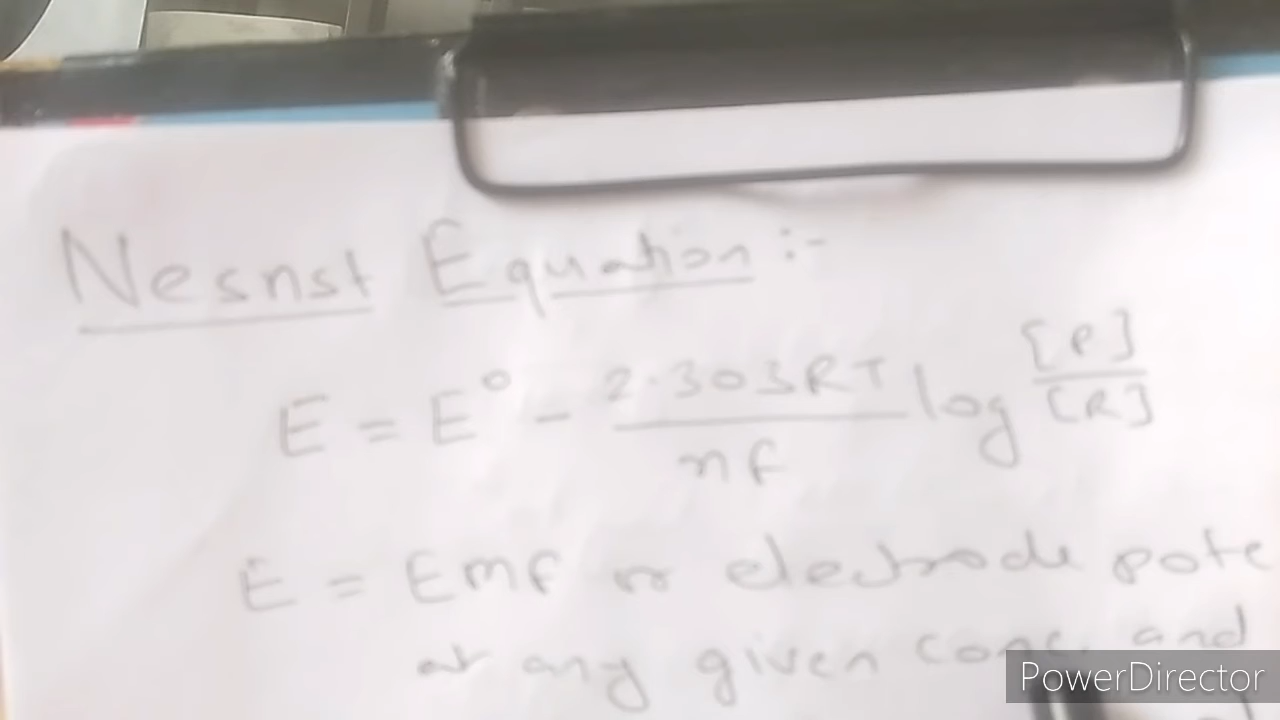 Nesnst Equation :-
E = E° - 2.303RT/nF log [P]/[R]
E = Emf or electrode pote
at any given conc. and
PowerDirector